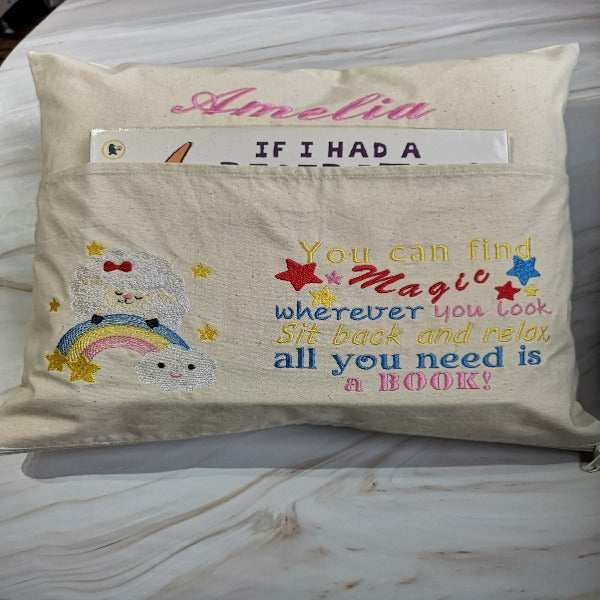 Amelia
IF I HAD A
You can find
Magic
wherever you look.
Sit back and relax,
all you need is
a BOOK!